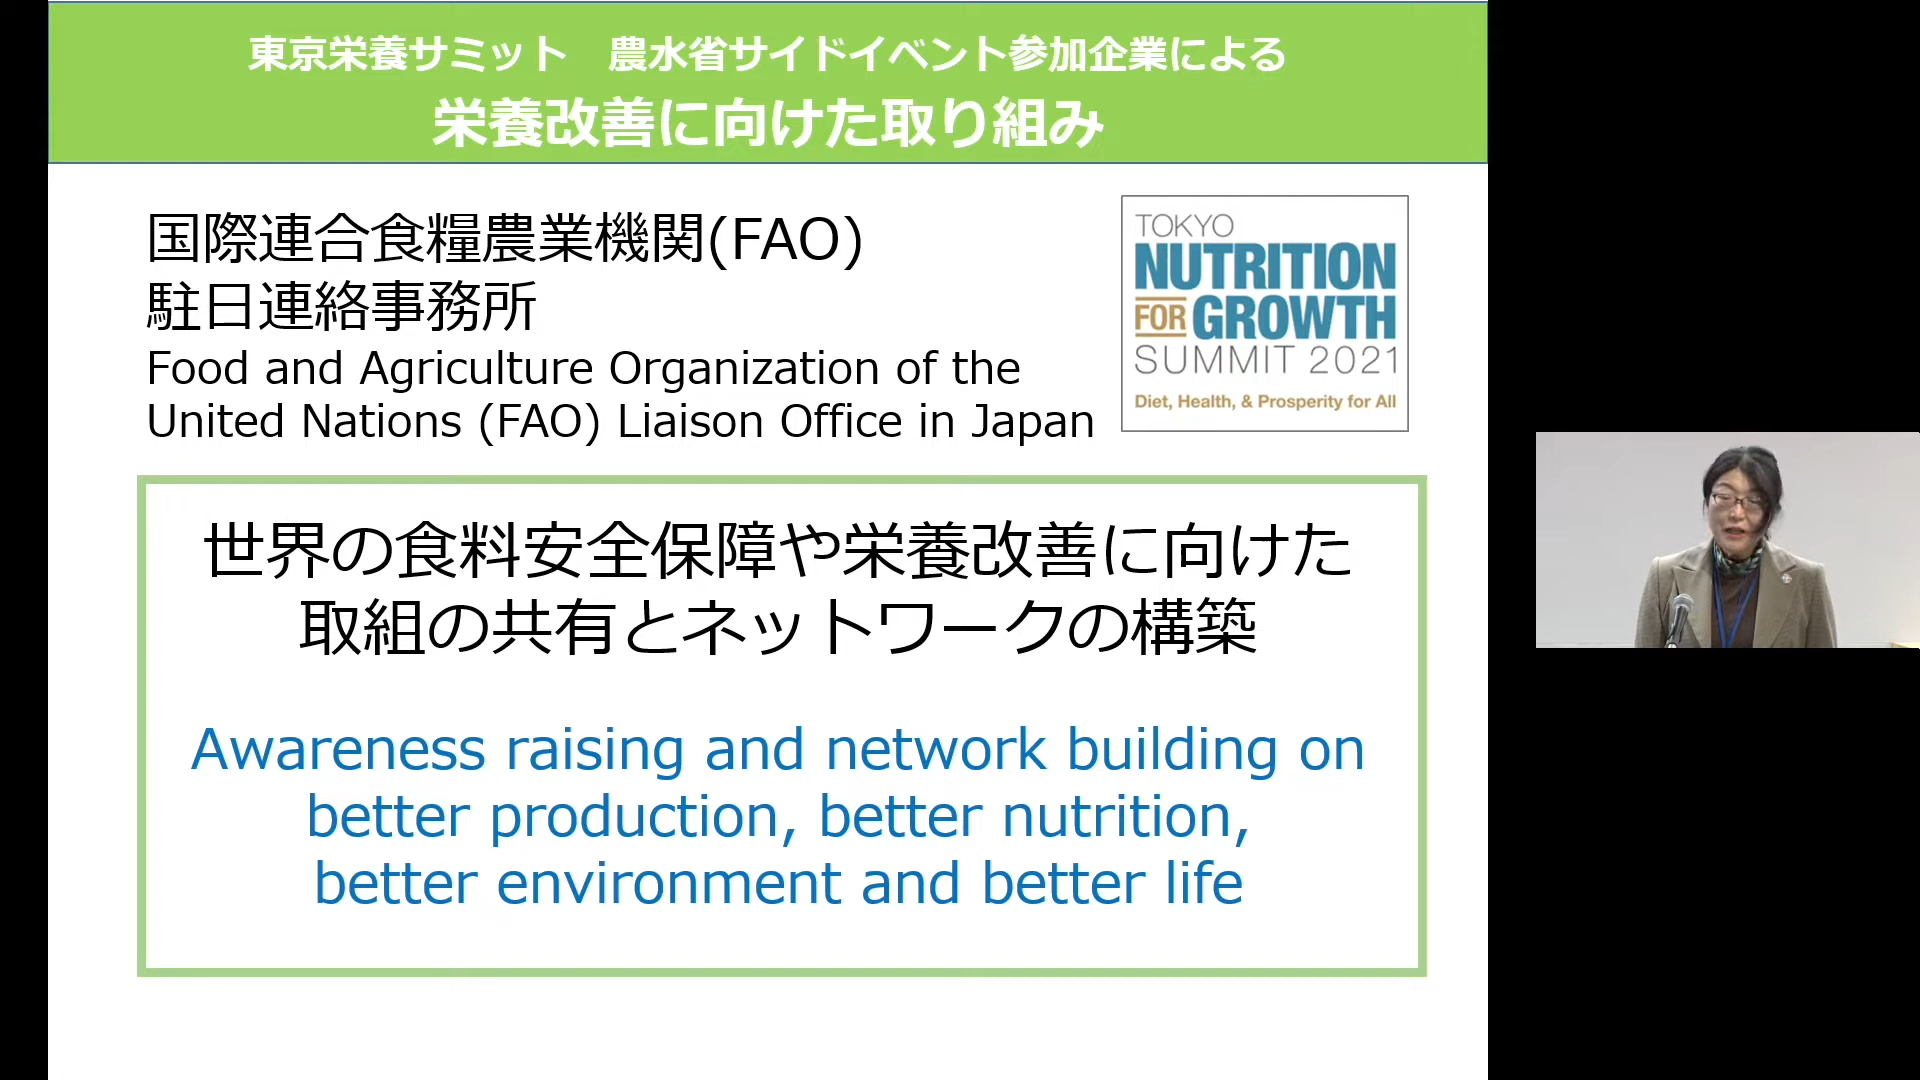 東京栄養サミット　農水省サイドイベント参加企業による
栄養改善に向けた取り組み
国際連合食糧農業機関(FAO)
駐日連絡事務所
Food and Agriculture Organization of the
United Nations (FAO) Liaison Office in Japan
TOKYO
NUTRITION
FOR GROWTH
SUMMIT 2021
Diet, Health, & Prosperity for All
世界の食料安全保障や栄養改善に向けた
取組の共有とネットワークの構築
Awareness raising and network building on
better production, better nutrition,
better environment and better life